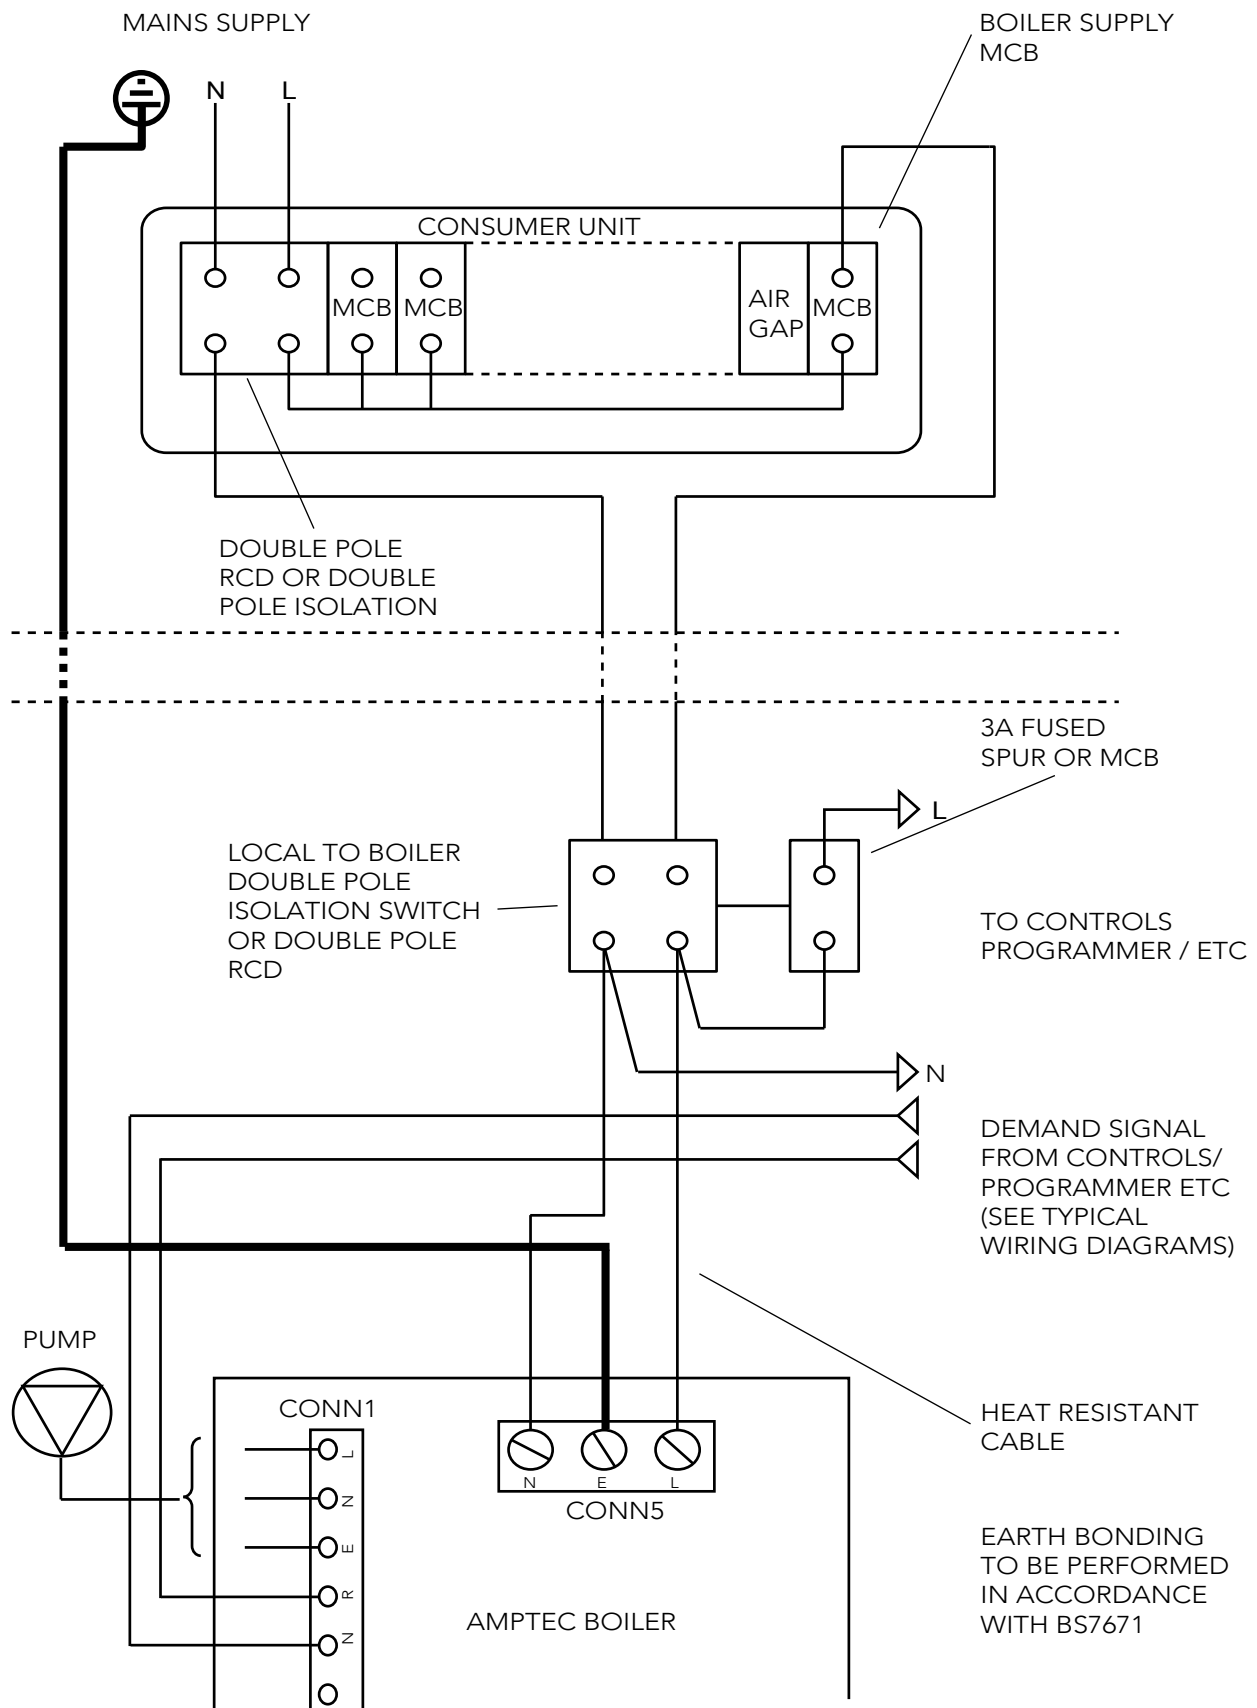 MAINS SUPPLY
BOILER SUPPLY
MCB
N
L
CONSUMER UNIT
MCB
MCB
AIR
GAP
MCB
DOUBLE POLE
RCD OR DOUBLE
POLE ISOLATION
3A FUSED
SPUR OR MCB
L
LOCAL TO BOILER
DOUBLE POLE
ISOLATION SWITCH
OR DOUBLE POLE
RCD
TO CONTROLS
PROGRAMMER / ETC
N
DEMAND SIGNAL
FROM CONTROLS/
PROGRAMMER ETC
(SEE TYPICAL
WIRING DIAGRAMS)
PUMP
CONN1
L
N
E
R
N
N
E
L
CONN5
HEAT RESISTANT
CABLE
AMPTEC BOILER
EARTH BONDING
TO BE PERFORMED
IN ACCORDANCE
WITH BS7671